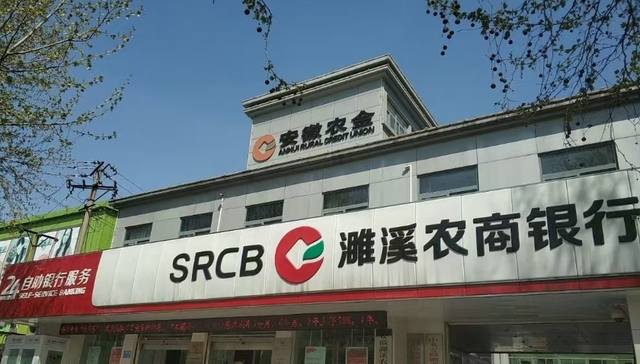 安徽农金
ANHUI RURAL CREDIT UNION
SRCB 濉溪农商银行
24 自助银行服务
SELF-SERVICE BANKING